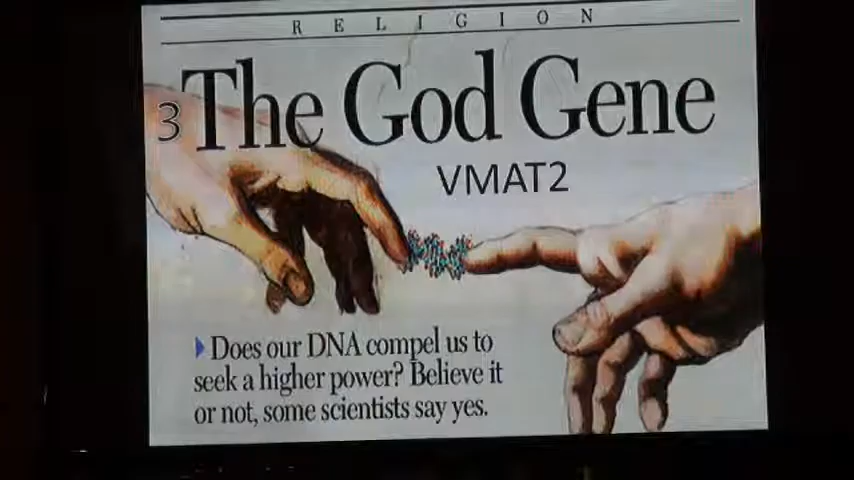 RELIGION
3 The God Gene
VMAT2
Does our DNA compel us to
seek a higher power? Believe it
or not, some scientists say yes.